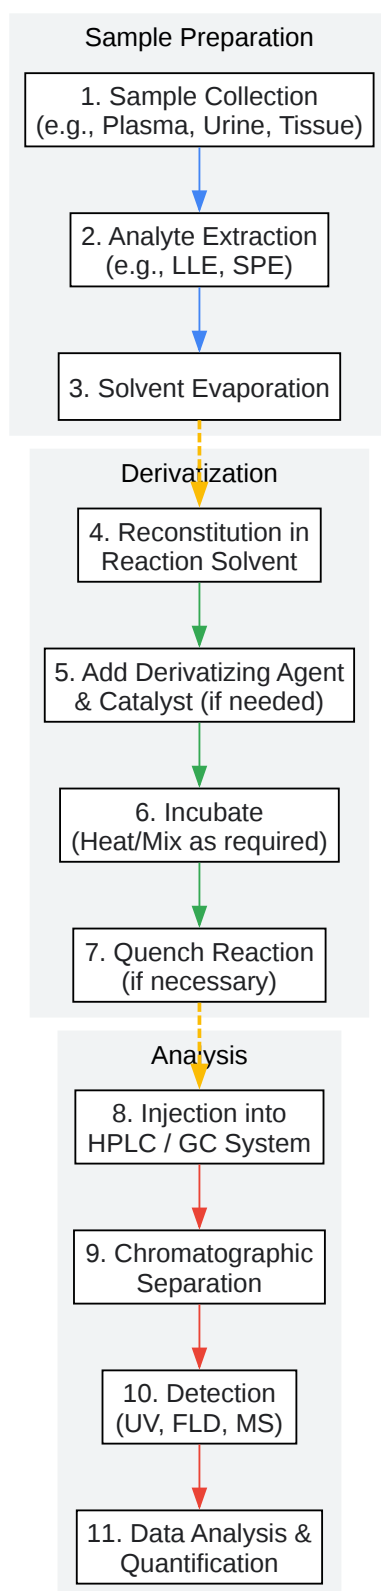 Sample Preparation
1. Sample Collection
(e.g., Plasma, Urine, Tissue)
2. Analyte Extraction
(e.g., LLE, SPE)
3. Solvent Evaporation
Derivatization
4. Reconstitution in
Reaction Solvent
5. Add Derivatizing Agent
& Catalyst (if needed)
6. Incubate
(Heat/Mix as required)
7. Quench Reaction
(if necessary)
Analysis
8. Injection into
HPLC / GC System
9. Chromatographic
Separation
10. Detection
(UV, FLD, MS)
11. Data Analysis &
Quantification